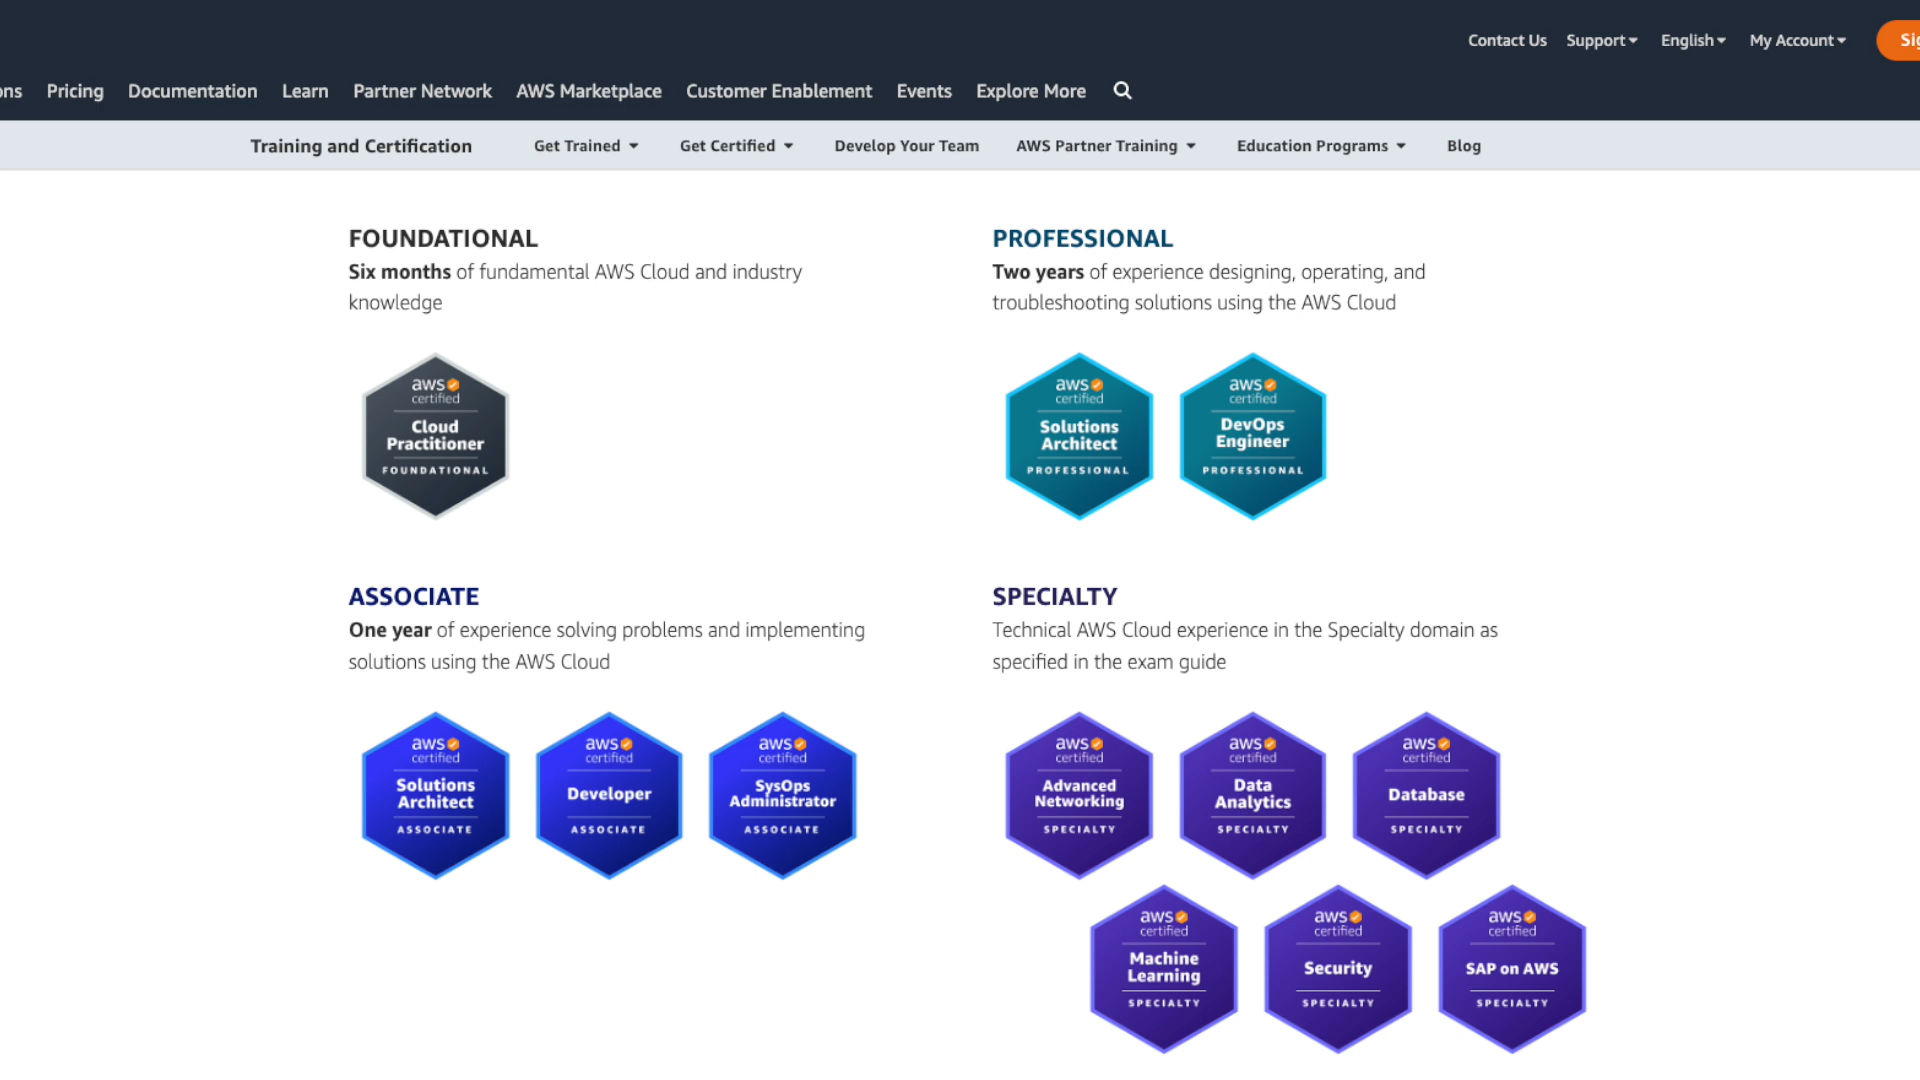 Contact Us Support English My Account
Pricing Documentation Learn Partner Network AWS Marketplace Customer Enablement Events Explore More
Training and Certification Get Trained Get Certified Develop Your Team AWS Partner Training Education Programs Blog
FOUNDATIONAL
Six months of fundamental AWS Cloud and industry
knowledge
aws
certified
Cloud
Practitioner
FOUNDATIONAL
PROFESSIONAL
Two years of experience designing, operating, and
troubleshooting solutions using the AWS Cloud
aws
certified
Solutions
Architect
PROFESSIONAL
aws
certified
DevOps
Engineer
PROFESSIONAL
ASSOCIATE
One year of experience solving problems and implementing
solutions using the AWS Cloud
aws
certified
Solutions
Architect
ASSOCIATE
aws
certified
Developer
ASSOCIATE
aws
certified
SysOps
Administrator
ASSOCIATE
SPECIALTY
Technical AWS Cloud experience in the Specialty domain as
specified in the exam guide
aws
certified
Advanced
Networking
SPECIALTY
aws
certified
Data
Analytics
SPECIALTY
aws
certified
Database
SPECIALTY
aws
certified
Machine
Learning
SPECIALTY
aws
certified
Security
SPECIALTY
aws
certified
SAP on AWS
SPECIALTY